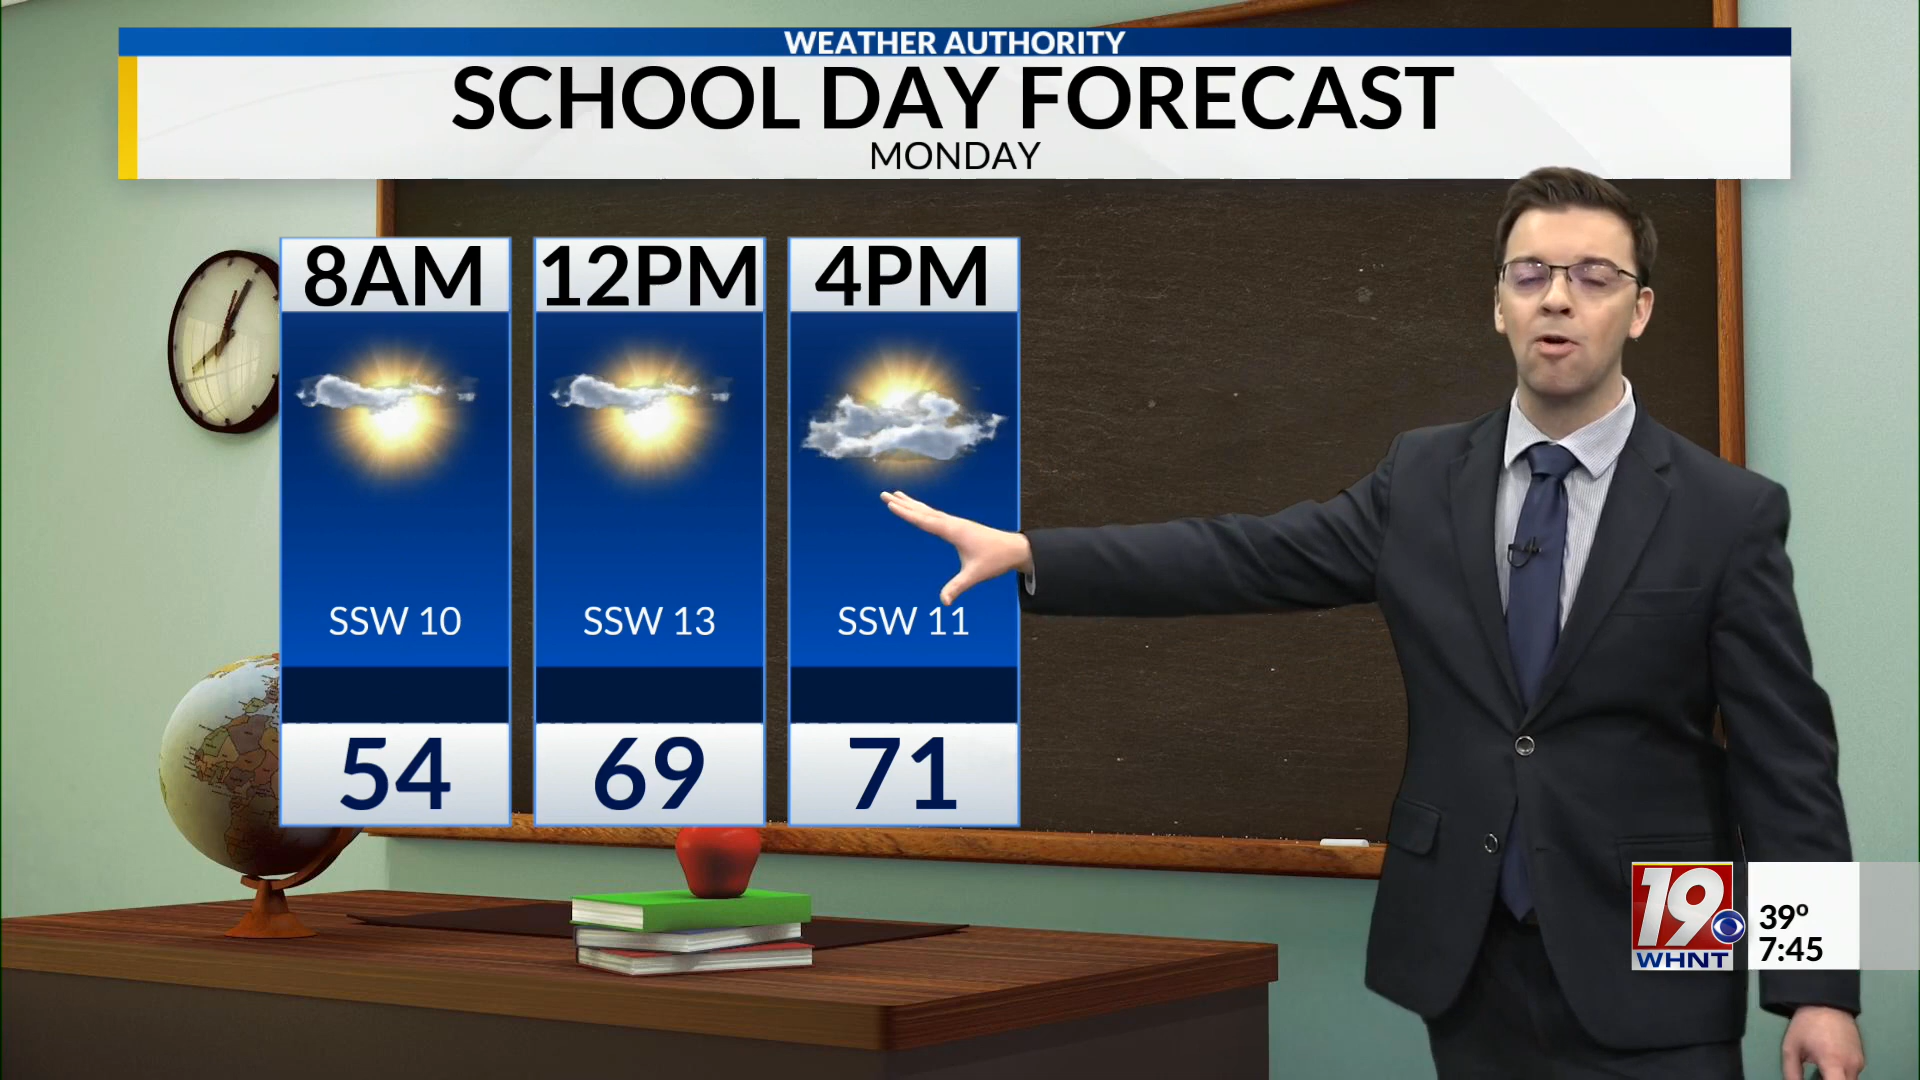 WEATHER AUTHORITY
SCHOOL DAY FORECAST
MONDAY
8AM
12PM
4PM
SSW 10
SSW 13
SSW 11
54
69
71
19
WHNT
39º
7:45